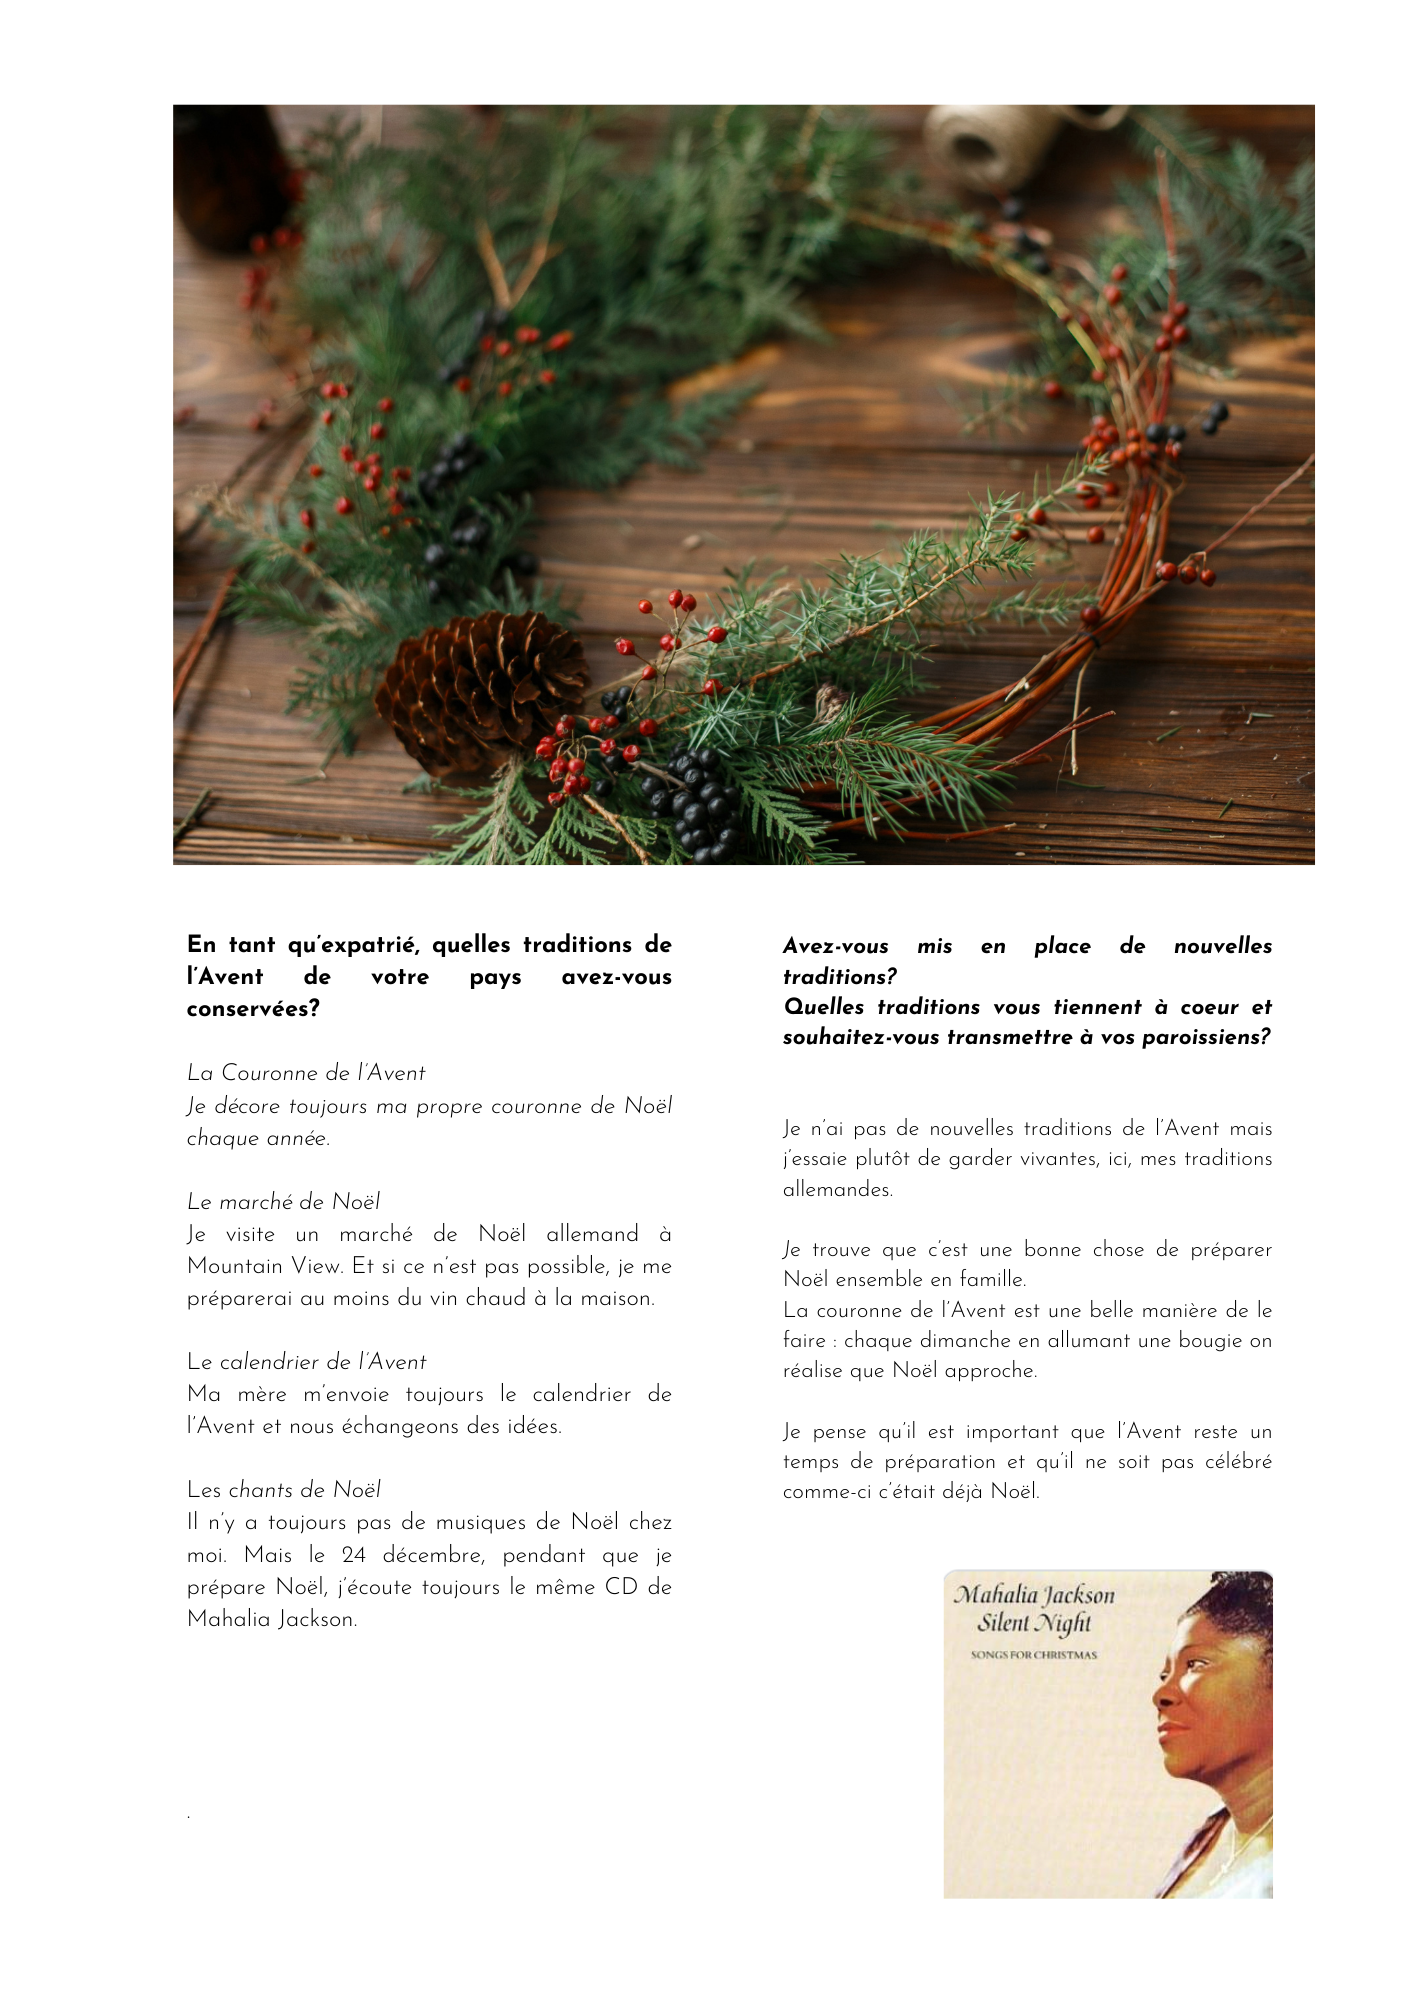 En tant qu'expatrié, quelles traditions de
l'Avent de votre pays avez-vous
conservées?
La Couronne de l'Avent
Je décore toujours ma propre couronne de Noël
chaque année.
Le marché de Noël
Je visite un marché de Noël allemand à
Mountain View. Et si ce n'est pas possible, je me
préparerai au moins du vin chaud à la maison.
Le calendrier de l'Avent
Ma mère m'envoie toujours le calendrier de
l'Avent et nous échangeons des idées.
Les chants de Noël
Il n'y a toujours pas de musiques de Noël chez
moi. Mais le 24 décembre, pendant que je
prépare Noël, j'écoute toujours le même CD de
Mahalia Jackson.
.
Avez-vous mis en place de nouvelles
traditions?
Quelles traditions vous tiennent à coeur et
souhaitez-vous transmettre à vos paroissiens?
Je n'ai pas de nouvelles traditions de l'Avent mais
j'essaie plutôt de garder vivantes, ici, mes traditions
allemandes.
Je trouve que c'est une bonne chose de préparer
Noël ensemble en famille.
La couronne de l'Avent est une belle manière de le
faire : chaque dimanche en allumant une bougie on
réalise que Noël approche.
Je pense qu'il est important que l'Avent reste un
temps de préparation et qu'il ne soit pas célébré
comme-ci c'était déjà Noël.
Mahalia Jackson
Silent Night
SONGS FOR CHRISTMAS